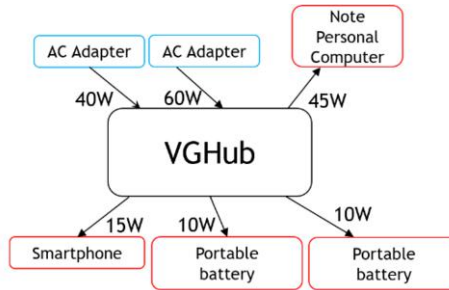 Note
Personal
Computer
AC Adapter
AC Adapter
40W
60W
45W
VGHub
15W
10W
10W
Smartphone
Portable
battery
Portable
battery